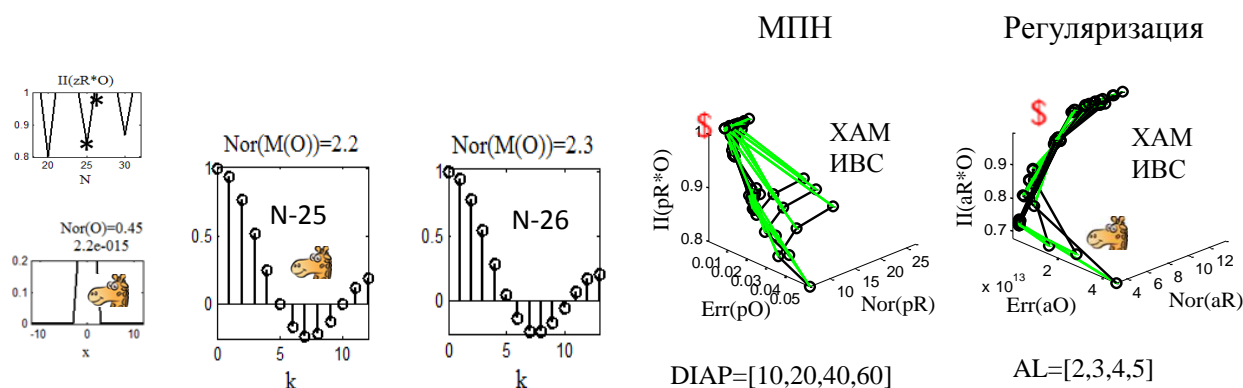 МПН
Регуляризация
II(zR*O)
1
0.9
0.8
20
25
30
N
Nor(O)=0.45
2.2e-015
0.2
0.1
0
-10
0
10
x
Nor(M(O))=2.2
1
0.5
0
N-25
0
5
10
k
Nor(M(O))=2.3
1
0.5
0
N-26
0
5
10
k
$
ХАМ
ИВС
II(pR*O)
1
0.9
0.8
0.01
0.02
0.03
0.04
0.05
Err(pO)
10
15
20
25
Nor(pR)
DIAP=[10,20,40,60]
$
ХАМ
ИВС
II(aR*O)
0.9
0.8
0.7
x 10¹³
2
4
Err(aO)
4
6
8
10
12
Nor(aR)
AL=[2,3,4,5]